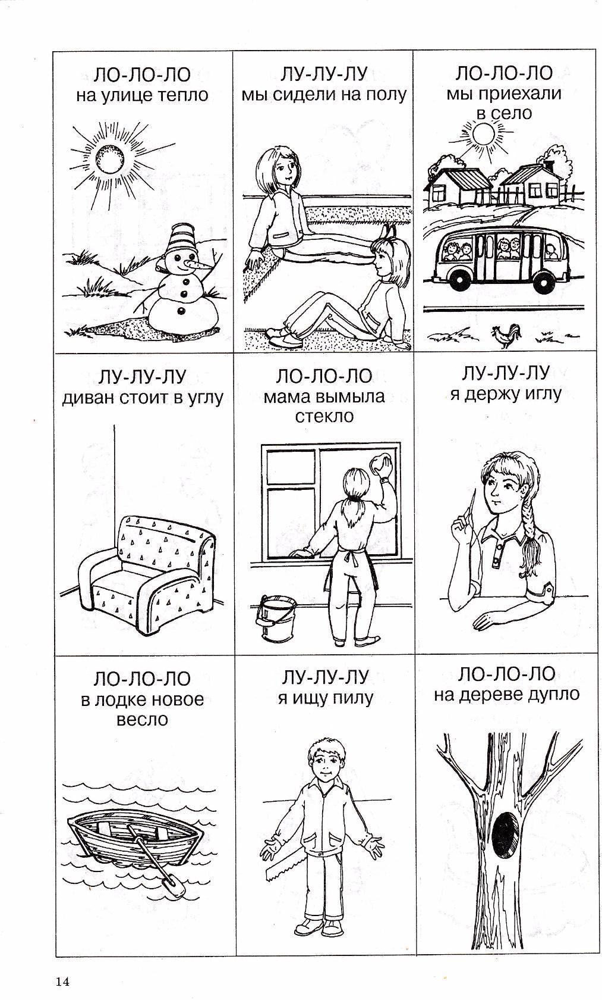 ЛО-ЛО-ЛО
на улице тепло
ЛУ-ЛУ-ЛУ
мы сидели на полу
ЛО-ЛО-ЛО
мы приехали
в село
ЛУ-ЛУ-ЛУ
диван стоит в углу
ЛО-ЛО-ЛО
мама вымыла
стекло
ЛУ-ЛУ-ЛУ
я держу иглу
ЛО-ЛО-ЛО
в лодке новое
весло
ЛУ-ЛУ-ЛУ
я ищу пилу
ЛО-ЛО-ЛО
на дереве дупло
14